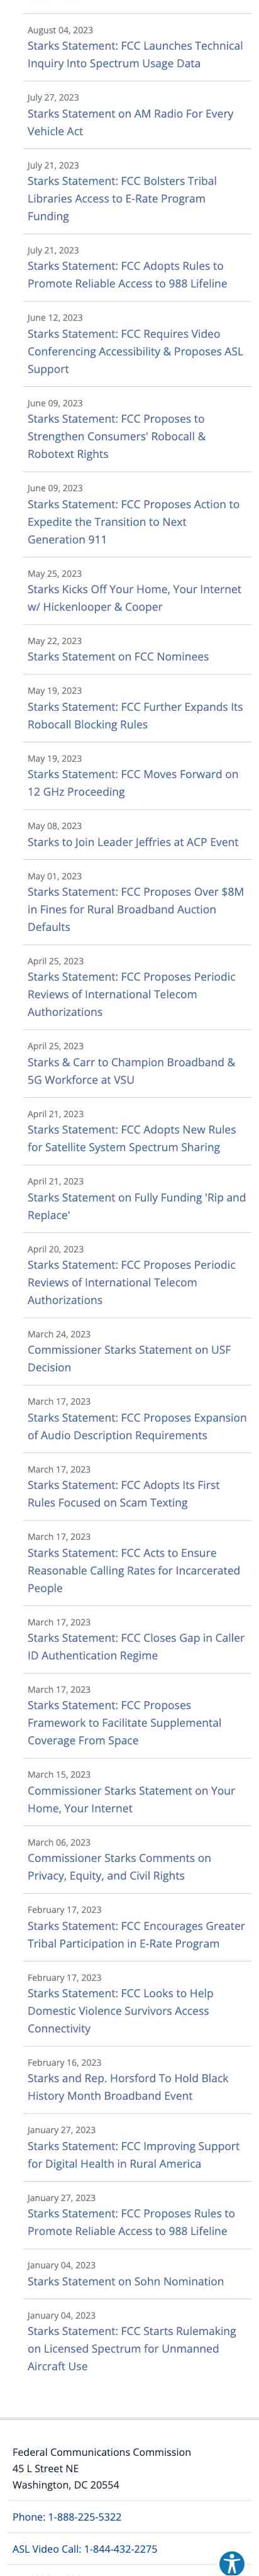 August 04, 2023
Starks Statement: FCC Launches Technical
Inquiry Into Spectrum Usage Data
July 27, 2023
Starks Statement on AM Radio For Every
Vehicle Act
July 21, 2023
Starks Statement: FCC Bolsters Tribal
Libraries Access to E-Rate Program
Funding
July 21, 2023
Starks Statement: FCC Adopts Rules to
Promote Reliable Access to 988 Lifeline
June 12, 2023
Starks Statement: FCC Requires Video
Conferencing Accessibility & Proposes ASL
Support
June 09, 2023
Starks Statement: FCC Proposes to
Strengthen Consumers' Robocall &
Robotext Rights
June 09, 2023
Starks Statement: FCC Proposes Action to
Expedite the Transition to Next
Generation 911
May 25, 2023
Starks Kicks Off Your Home, Your Internet
w/ Hickenlooper & Cooper
May 22, 2023
Starks Statement on FCC Nominees
May 19, 2023
Starks Statement: FCC Further Expands Its
Robocall Blocking Rules
May 19, 2023
Starks Statement: FCC Moves Forward on
12 GHz Proceeding
May 08, 2023
Starks to Join Leader Jeffries at ACP Event
May 01, 2023
Starks Statement: FCC Proposes Over $8M
in Fines for Rural Broadband Auction
Defaults
April 25, 2023
Starks Statement: FCC Proposes Periodic
Reviews of International Telecom
Authorizations
April 25, 2023
Starks & Carr to Champion Broadband &
5G Workforce at VSU
April 21, 2023
Starks Statement: FCC Adopts New Rules
for Satellite System Spectrum Sharing
April 21, 2023
Starks Statement on Fully Funding 'Rip and
Replace'
April 20, 2023
Starks Statement: FCC Proposes Periodic
Reviews of International Telecom
Authorizations
March 24, 2023
Commissioner Starks Statement on USF
Decision
March 17, 2023
Starks Statement: FCC Proposes Expansion
of Audio Description Requirements
March 17, 2023
Starks Statement: FCC Adopts Its First
Rules Focused on Scam Texting
March 17, 2023
Starks Statement: FCC Acts to Ensure
Reasonable Calling Rates for Incarcerated
People
March 17, 2023
Starks Statement: FCC Closes Gap in Caller
ID Authentication Regime
March 17, 2023
Starks Statement: FCC Proposes
Framework to Facilitate Supplemental
Coverage From Space
March 15, 2023
Commissioner Starks Statement on Your
Home, Your Internet
March 06, 2023
Commissioner Starks Comments on
Privacy, Equity, and Civil Rights
February 17, 2023
Starks Statement: FCC Encourages Greater
Tribal Participation in E-Rate Program
February 17, 2023
Starks Statement: FCC Looks to Help
Domestic Violence Survivors Access
Connectivity
February 16, 2023
Starks and Rep. Horsford To Hold Black
History Month Broadband Event
January 27, 2023
Starks Statement: FCC Improving Support
for Digital Health in Rural America
January 27, 2023
Starks Statement: FCC Proposes Rules to
Promote Reliable Access to 988 Lifeline
January 04, 2023
Starks Statement on Sohn Nomination
January 04, 2023
Starks Statement: FCC Starts Rulemaking
on Licensed Spectrum for Unmanned
Aircraft Use
Federal Communications Commission
45 L Street NE
Washington, DC 20554
Phone: 1-888-225-5322
ASL Video Call: 1-844-432-2275